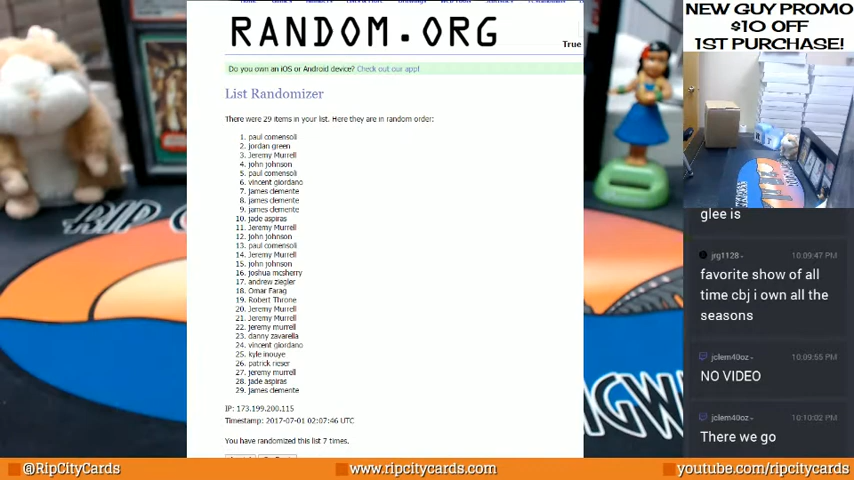 RANDOM.ORG
True
Do you own an iOS or Android device? Check out our app!
List Randomizer
There were 29 items in your list. Here they are in random order:
1. paul comensoli
2. jordan green
3. Jeremy Murrell
4. john johnson
5. paul comensoli
6. vincent giordano
7. james clemente
8. james clemente
9. james clemente
10. jade aspiras
11. Jeremy Murrell
12. john johnson
13. paul comensoli
14. Jeremy Murrell
15. john johnson
16. joshua mcsherry
17. andrew ziegler
18. Omar Farag
19. Robert Throne
20. Jeremy Murrell
21. Jeremy Murrell
22. jeremy murrell
23. danny zavarella
24. vincent giordano
25. kyle inouye
26. patrick rieser
27. jeremy murrell
28. jade aspiras
29. james clemente
IP: 173.199.200.115
Timestamp: 2017-07-01 02:07:46 UTC
You have randomized this list 7 times.
NEW GUY PROMO
$10 OFF
1ST PURCHASE!
glee is
jrg1128 - 10:09:47 PM
favorite show of all
time cbj i own all the
seasons
jclem40oz - 10:09:55 PM
NO VIDEO
jclem40oz - 10:10:02 PM
There we go
@RipCityCards
www.ripcitycards.com
youtube.com/ripcitycards